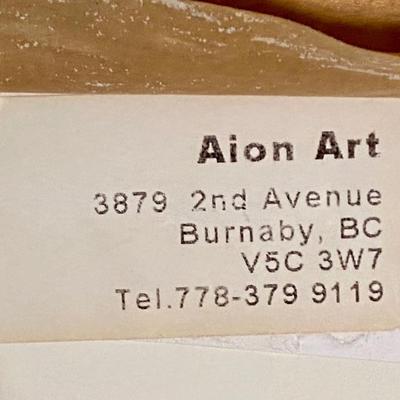 Aion Art
3879 2nd Avenue
Burnaby, BC
V5C 3W7
Tel.778-379 9119